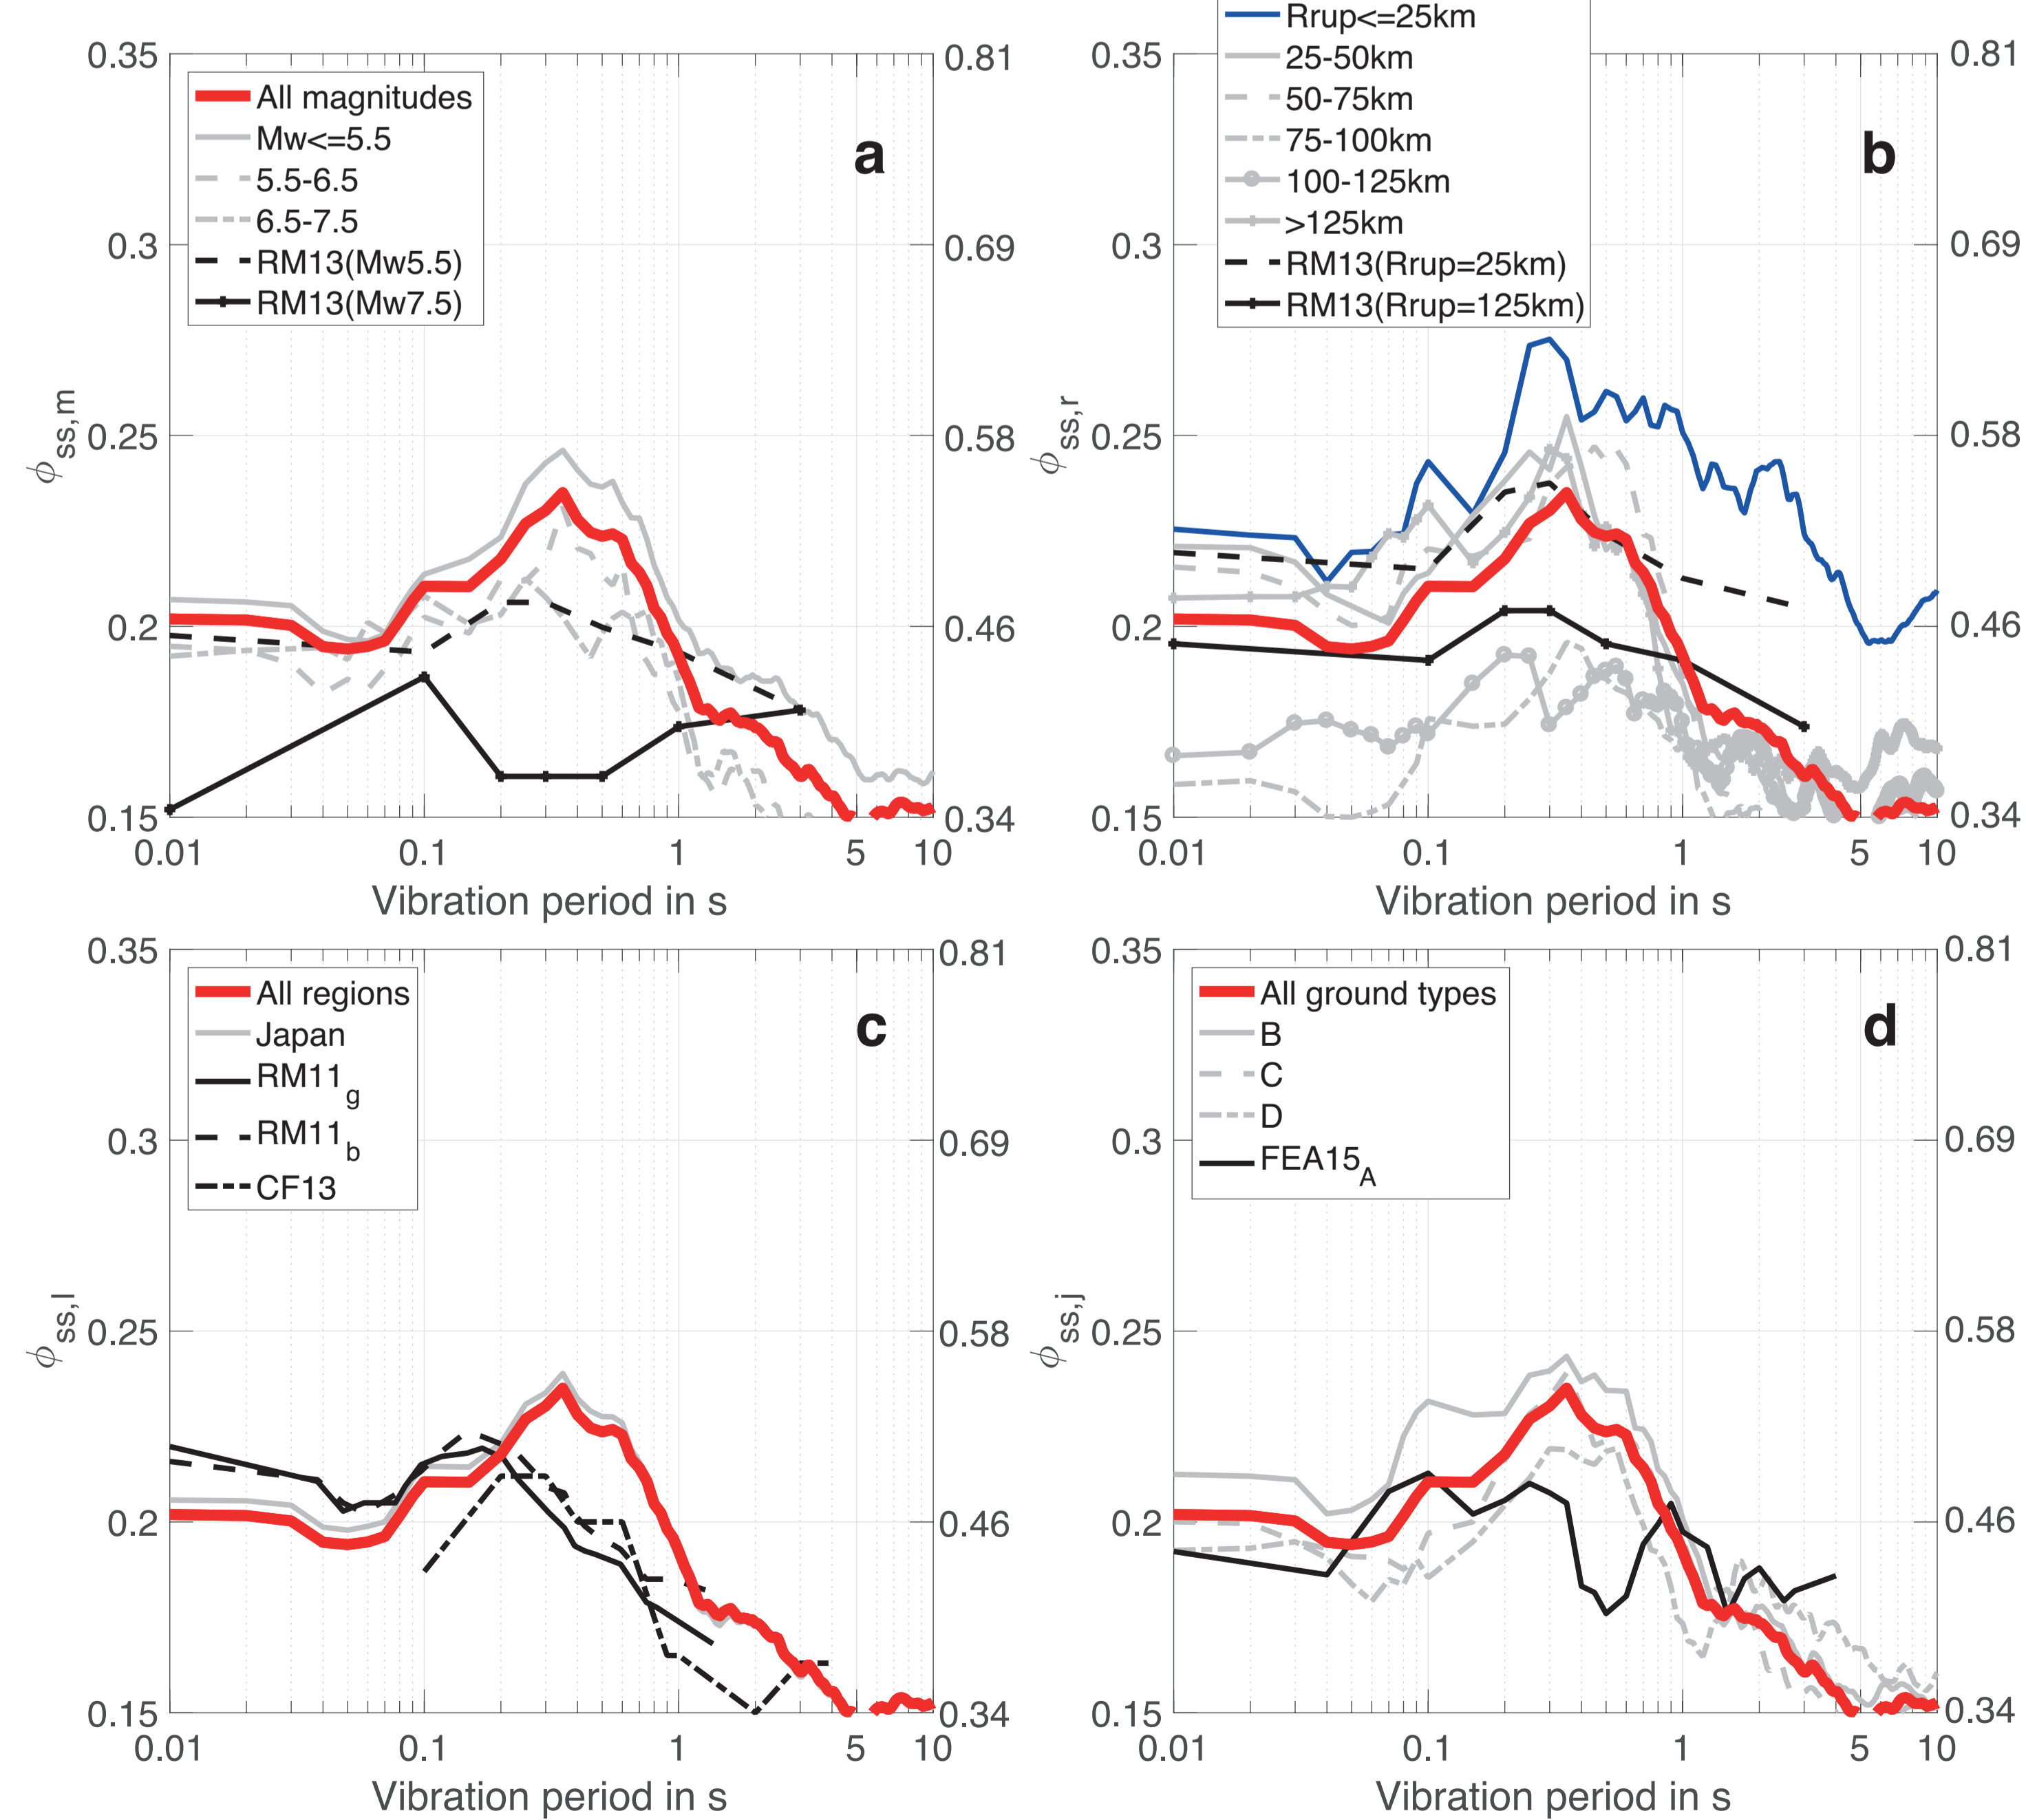 All magnitudes
Mw<=5.5
5.5-6.5
6.5-7.5
RM13(Mw5.5)
RM13(Mw7.5)
a
ϕss,m
0.35
0.3
0.25
0.2
0.15
0.81
0.69
0.58
0.46
0.34
0.01 0.1 1 5 10
Vibration period in s
Rrup<=25km
25-50km
50-75km
75-100km
100-125km
>125km
RM13(Rrup=25km)
RM13(Rrup=125km)
b
ϕss,r
0.35
0.3
0.25
0.2
0.15
0.81
0.69
0.58
0.46
0.34
0.01 0.1 1 5 10
Vibration period in s
All regions
Japan
RM11g
RM11b
CF13
c
ϕss,l
0.35
0.3
0.25
0.2
0.15
0.81
0.69
0.58
0.46
0.34
0.01 0.1 1 5 10
Vibration period in s
All ground types
B
C
D
FEA15A
d
ϕss,j
0.35
0.3
0.25
0.2
0.15
0.81
0.69
0.58
0.46
0.34
0.01 0.1 1 5 10
Vibration period in s